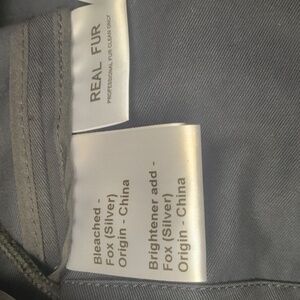 REAL FUR
PROFESSIONAL FUR CLEAN ONLY
Bleached -
Fox (Silver)
Origin - China
Brightener add -
Fox (Silver)
Origin - China